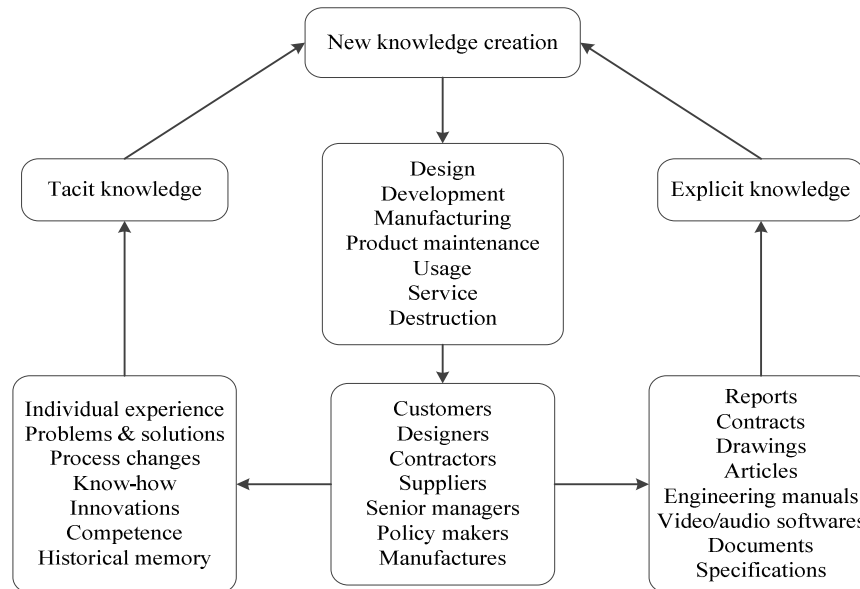 New knowledge creation
Tacit knowledge
Design
Development
Manufacturing
Product maintenance
Usage
Service
Destruction
Explicit knowledge
Individual experience
Problems & solutions
Process changes
Know-how
Innovations
Competence
Historical memory
Customers
Designers
Contractors
Suppliers
Senior managers
Policy makers
Manufactures
Reports
Contracts
Drawings
Articles
Engineering manuals
Video/audio softwares
Documents
Specifications